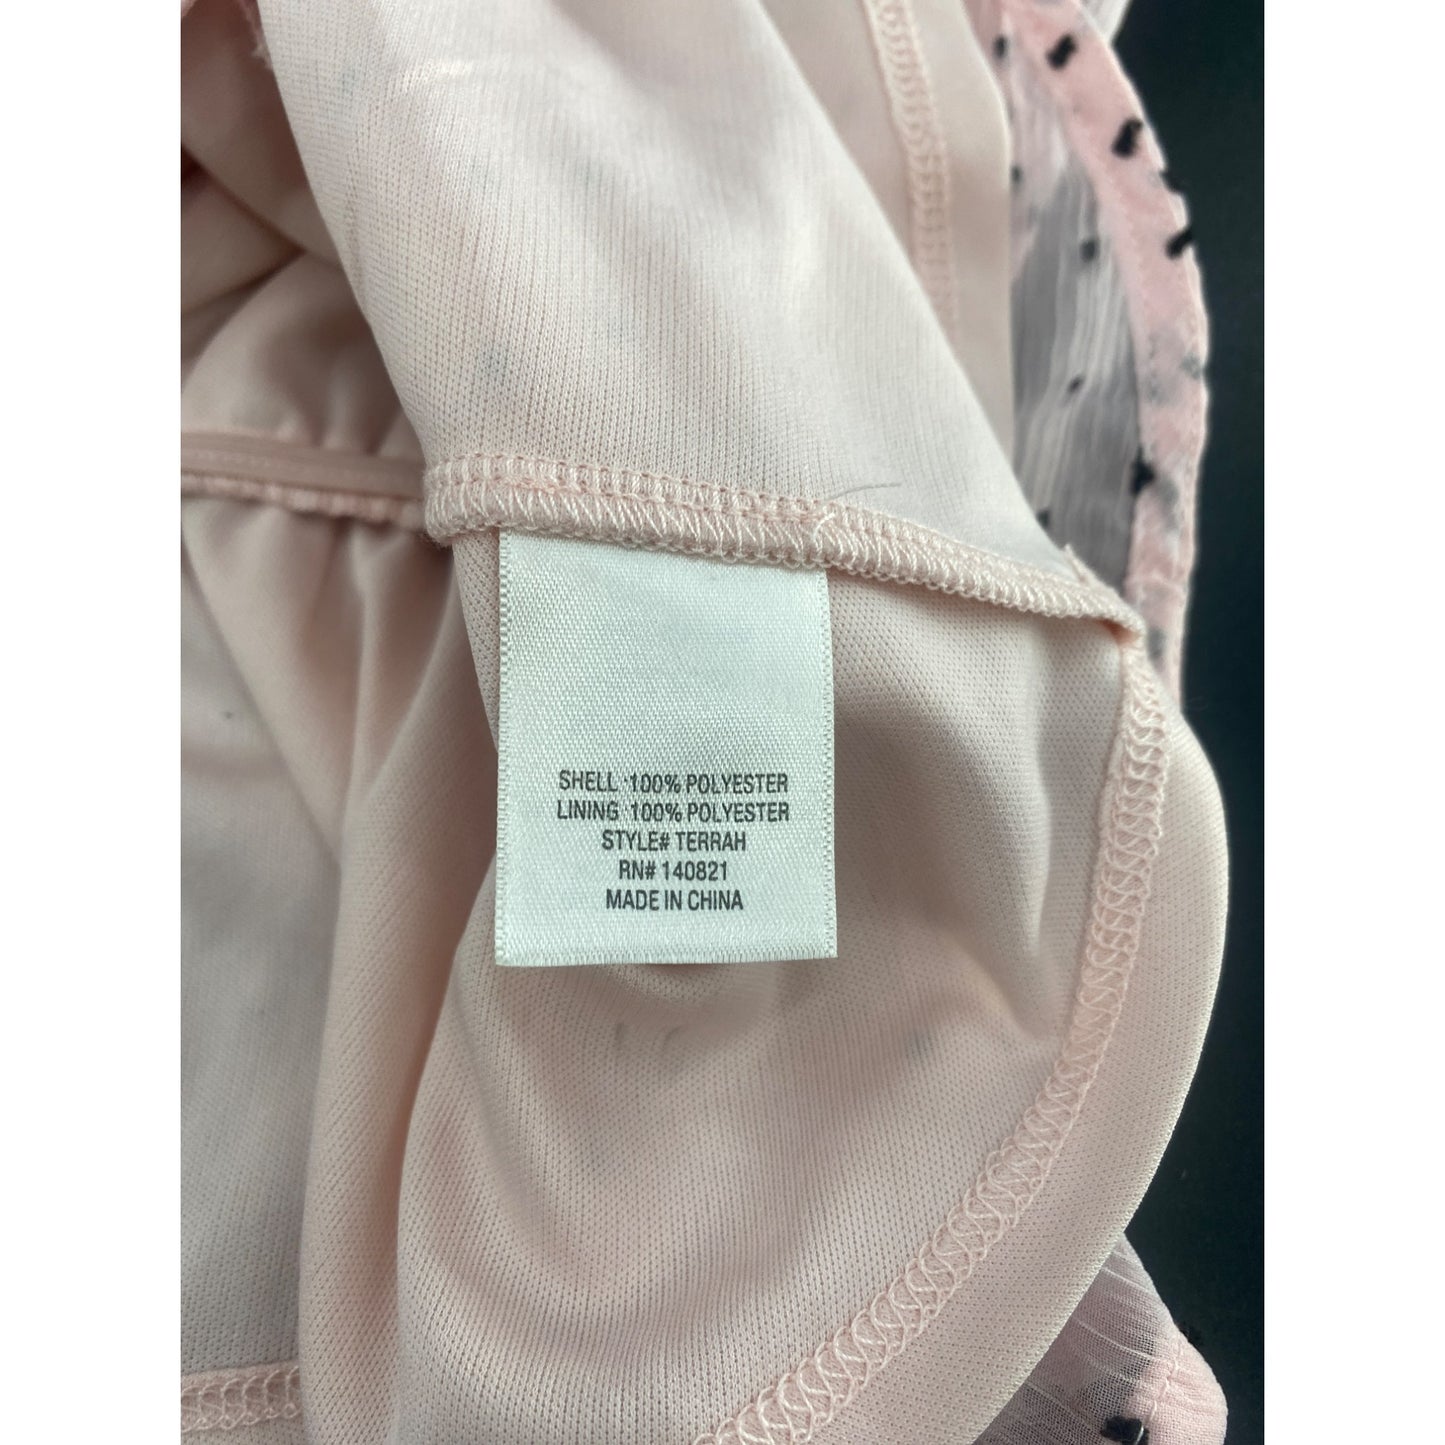 SHELL 100% POLYESTER
LINING 100% POLYESTER
STYLE# TERRAH
RN# 140821
MADE IN CHINA